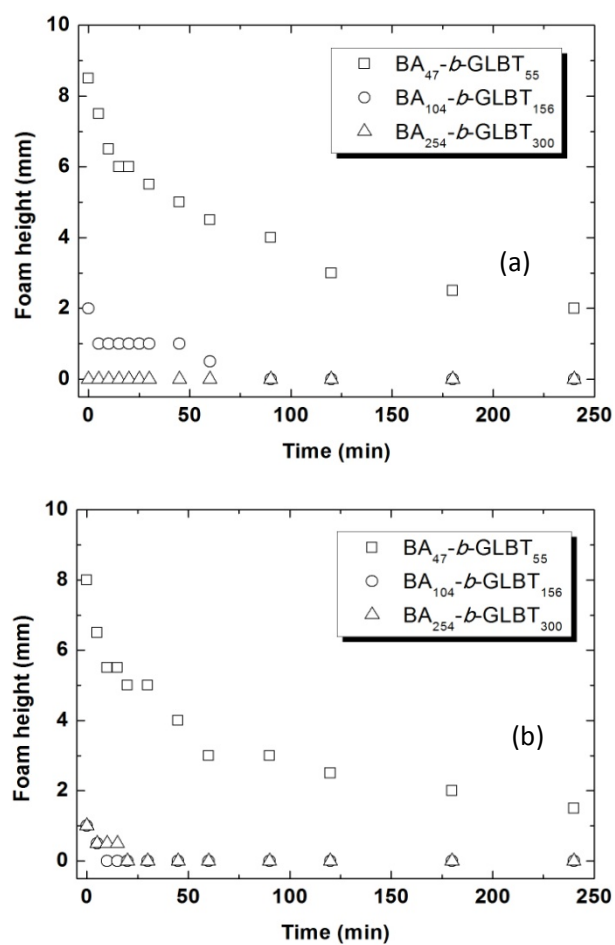 10
8
6
4
2
0
Foam height (mm)
□ BA₄₇-b-GLBT₅₅
○ BA₁₀₄-b-GLBT₁₅₆
△ BA₂₅₄-b-GLBT₃₀₀
(a)
0 50 100 150 200 250
Time (min)
10
8
6
4
2
0
Foam height (mm)
□ BA₄₇-b-GLBT₅₅
○ BA₁₀₄-b-GLBT₁₅₆
△ BA₂₅₄-b-GLBT₃₀₀
(b)
0 50 100 150 200 250
Time (min)